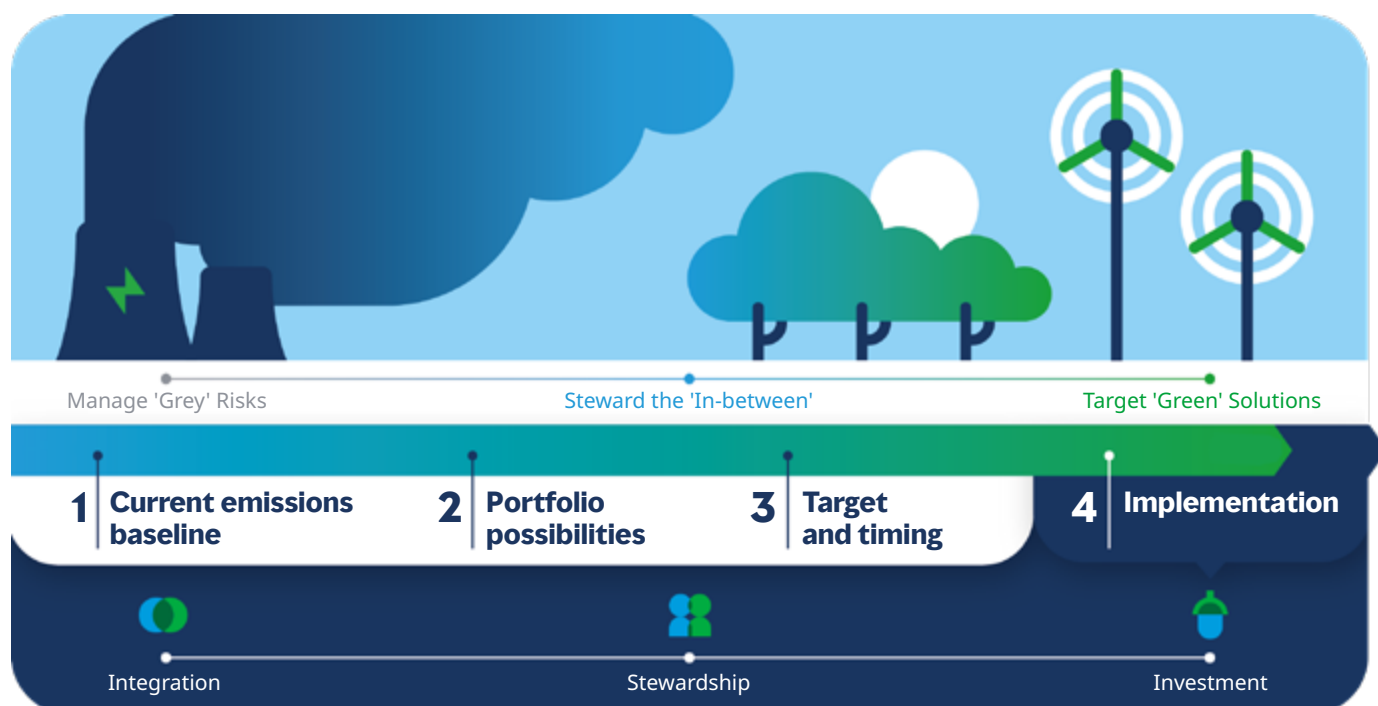 Manage 'Grey' Risks
Steward the 'In-between'
Target 'Green' Solutions
1 Current emissions
baseline
2 Portfolio
possibilities
3 Target
and timing
4 Implementation
Integration
Stewardship
Investment